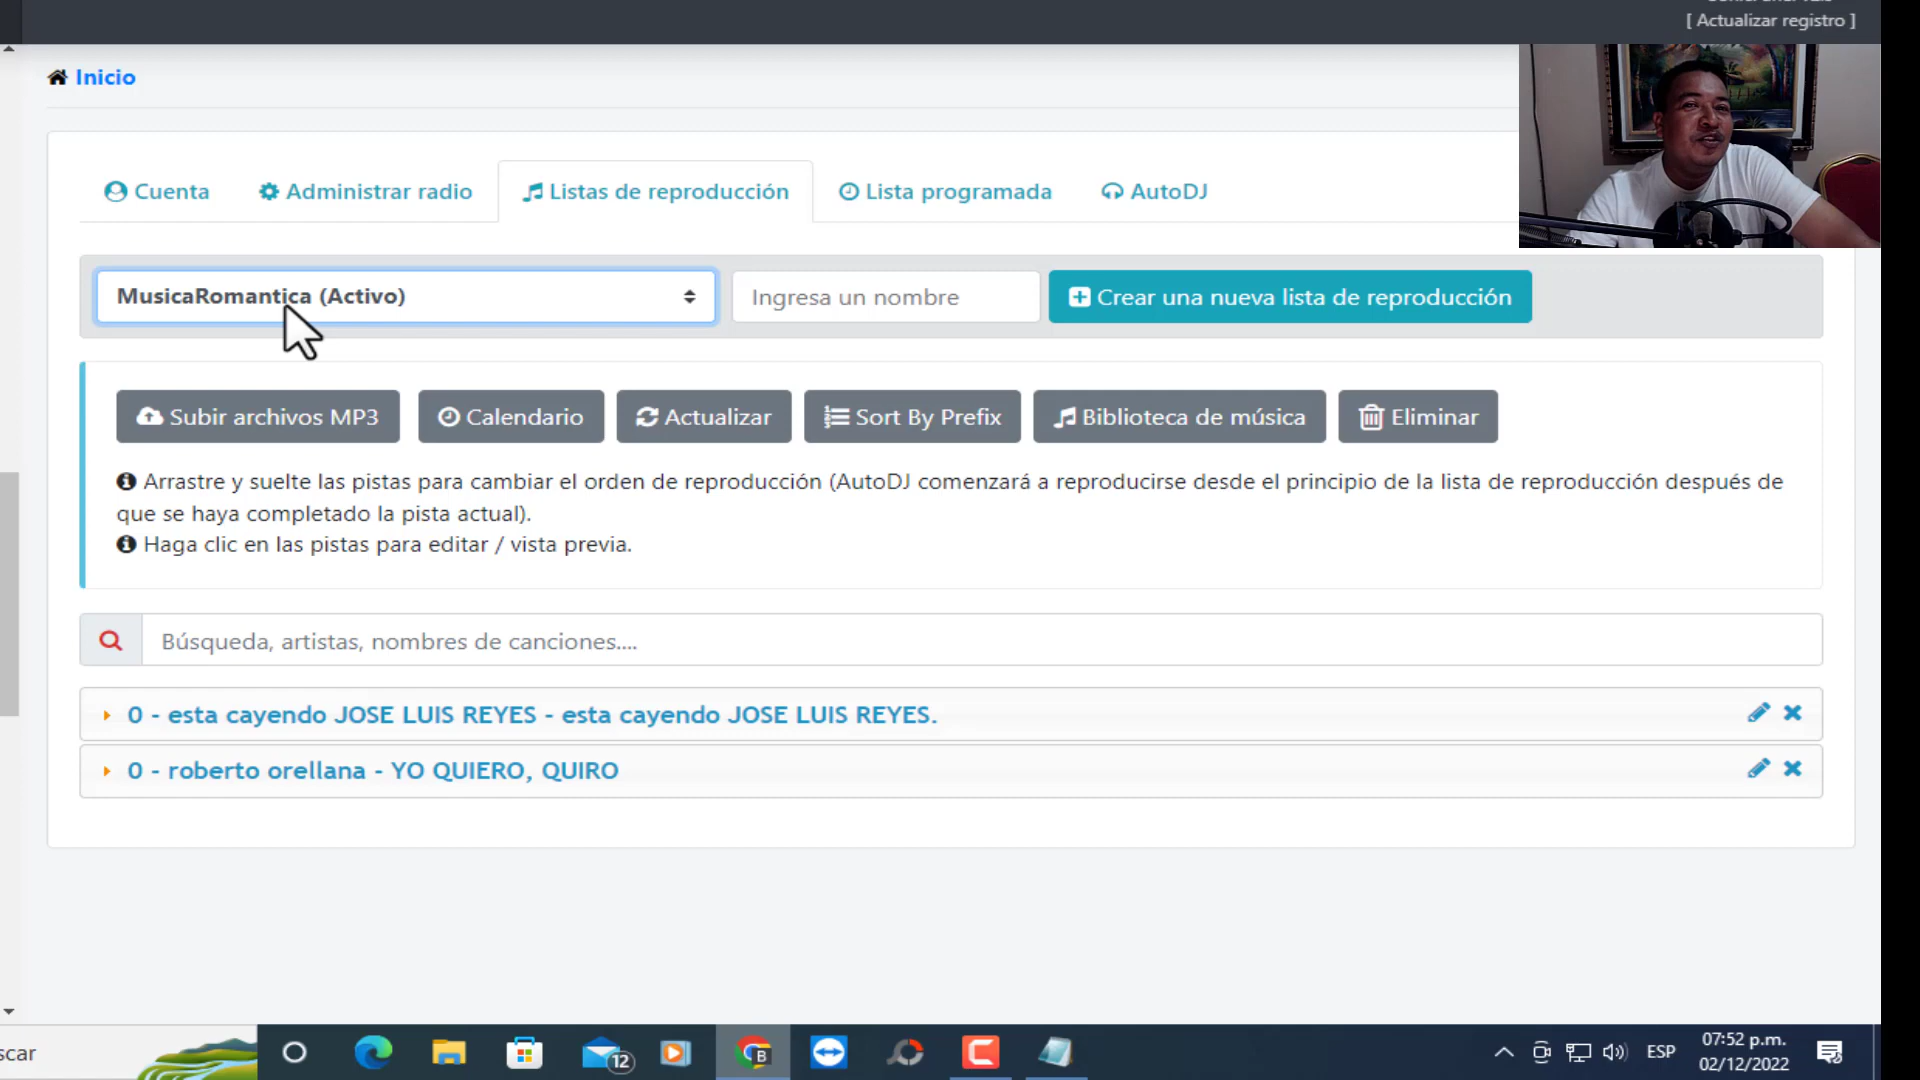 [ Actualizar registro ]
Inicio
Cuenta
Administrar radio
Listas de reproducción
Lista programada
AutoDJ
MusicaRomantica (Activo)
Ingresa un nombre
Crear una nueva lista de reproducción
Subir archivos MP3
Calendario
Actualizar
Sort By Prefix
Biblioteca de música
Eliminar
Arrastre y suelte las pistas para cambiar el orden de reproducción (AutoDJ comenzará a reproducirse desde el principio de la lista de reproducción después de
que se haya completado la pista actual).
Haga clic en las pistas para editar / vista previa.
Búsqueda, artistas, nombres de canciones....
0 - esta cayendo JOSE LUIS REYES - esta cayendo JOSE LUIS REYES.
0 - roberto orellana - YO QUIERO, QUIRO
scar
12
B
ESP
07:52 p.m.
02/12/2022